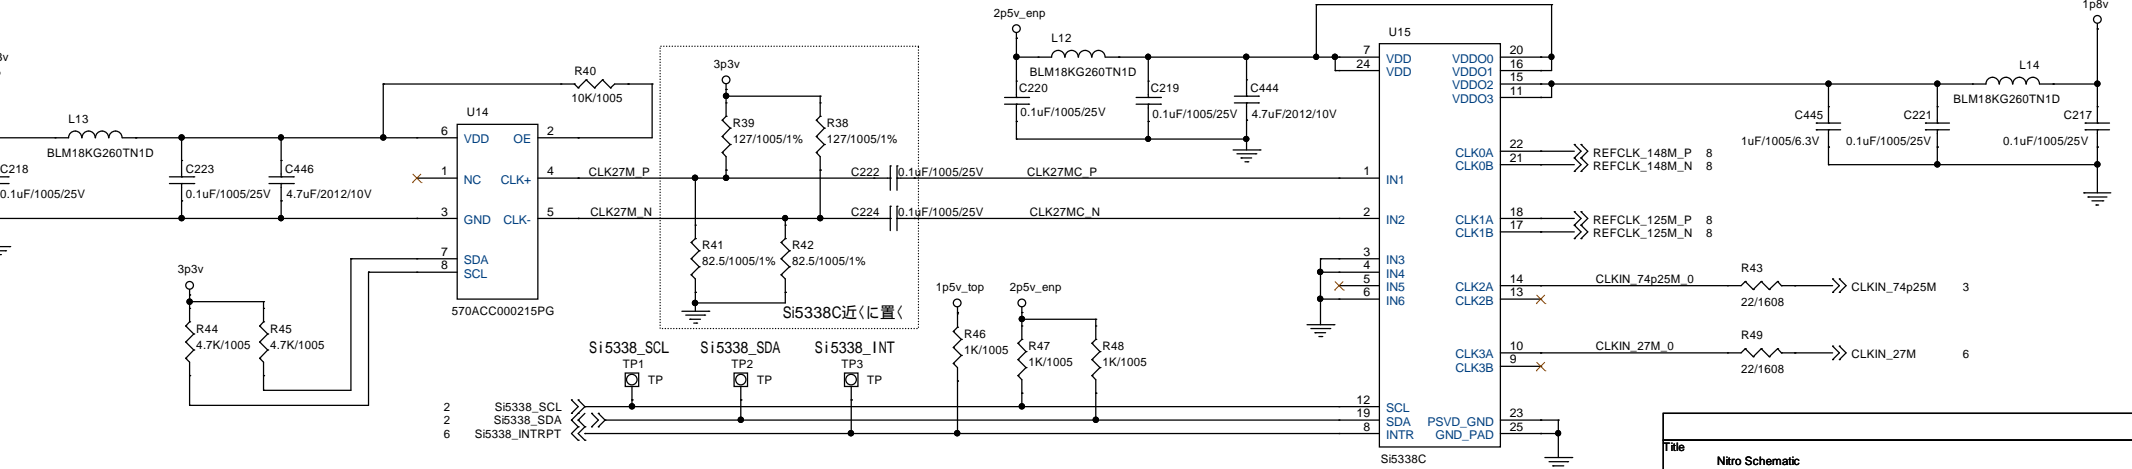 3v
L13
BLM18KG260TN1D
C218
0.1uF/1005/25V
C223
0.1uF/1005/25V
C446
4.7uF/2012/10V
R40
10K/1005
U14
6 VDD OE 2
1 NC CLK+ 4
3 GND CLK- 5
7 SDA
8 SCL
570ACC000215PG
3p3v
R44
4.7K/1005
R45
4.7K/1005
CLK27M_P
CLK27M_N
3p3v
R39
127/1005/1%
R38
127/1005/1%
R41
82.5/1005/1%
R42
82.5/1005/1%
Si5338C近くに置く
C222 0.1uF/1005/25V CLK27MC_P
C224 0.1uF/1005/25V CLK27MC_N
2p5v_enp
L12
BLM18KG260TN1D
C220
0.1uF/1005/25V
C219
0.1uF/1005/25V
C444
4.7uF/2012/10V
Si5338_SCL
TP1
TP
Si5338_SDA
TP2
TP
Si5338_INT
TP3
TP
1p5v_top
R46
1K/1005
2p5v_enp
R47
1K/1005
R48
1K/1005
2 Si5338_SCL
2 Si5338_SDA
6 Si5338_INTRPT
U15
7 VDD VDDO0 20
24 VDD VDDO1 16
VDDO2 15
VDDO3 11
CLK0A 22
CLK0B 21
1 IN1
2 IN2
CLK1A 18
CLK1B 17
3 IN3
4 IN4
5 IN5
6 IN6
CLK2A 14
CLK2B 13
CLK3A 10
CLK3B 9
12 SCL
19 SDA PSVD_GND 23
8 INTR GND_PAD 25
Si5338C
REFCLK_148M_P 8
REFCLK_148M_N 8
REFCLK_125M_P 8
REFCLK_125M_N 8
CLKIN_74p25M_0
R43
22/1608
CLKIN_74p25M 3
CLKIN_27M_0
R49
22/1608
CLKIN_27M 6
1p8v
L14
BLM18KG260TN1D
C445
1uF/1005/6.3V
C221
0.1uF/1005/25V
C217
0.1uF/1005/25V
Title
Nitro Schematic